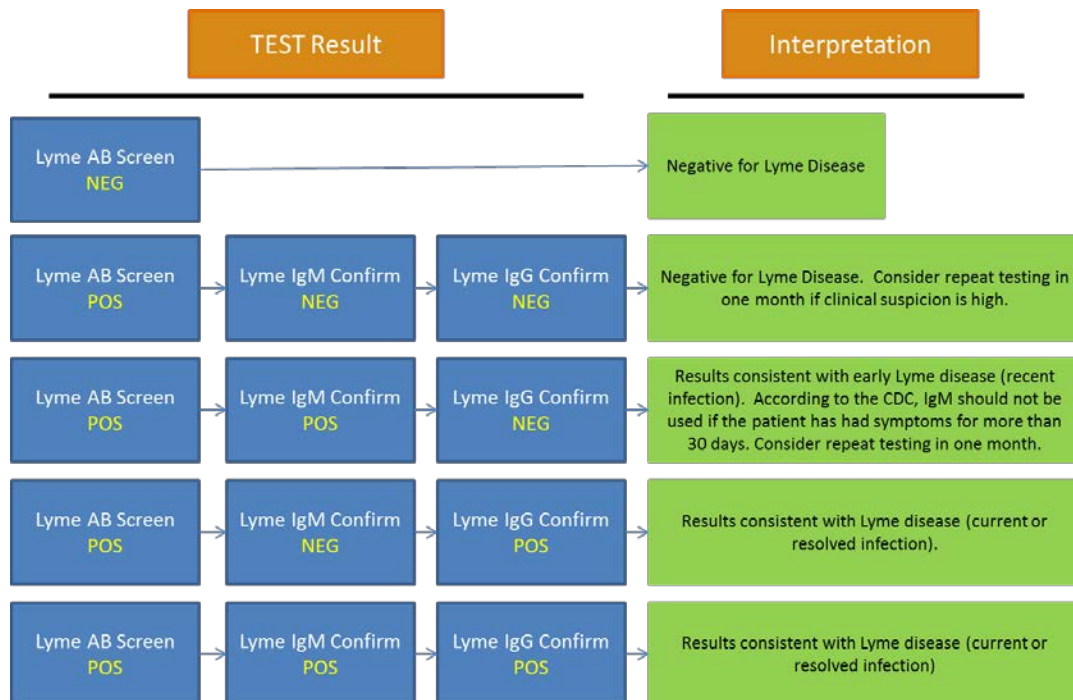 TEST Result
Interpretation
Lyme AB Screen
NEG
Negative for Lyme Disease
Lyme AB Screen
POS
Lyme IgM Confirm
NEG
Lyme IgG Confirm
NEG
Negative for Lyme Disease.  Consider repeat testing in
one month if clinical suspicion is high.
Lyme AB Screen
POS
Lyme IgM Confirm
POS
Lyme IgG Confirm
NEG
Results consistent with early Lyme disease (recent
infection).  According to the CDC, IgM should not be
used if the patient has had symptoms for more than
30 days. Consider repeat testing in one month.
Lyme AB Screen
POS
Lyme IgM Confirm
NEG
Lyme IgG Confirm
POS
Results consistent with Lyme disease (current or
resolved infection).
Lyme AB Screen
POS
Lyme IgM Confirm
POS
Lyme IgG Confirm
POS
Results consistent with Lyme disease (current or
resolved infection)